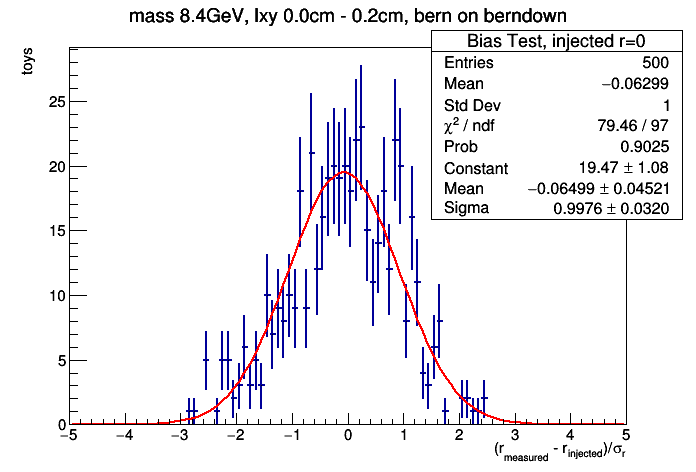 mass 8.4GeV, lxy 0.0cm - 0.2cm, bern on berndown
toys
Bias Test, injected r=0
Entries 500
Mean −0.06299
Std Dev 1
χ² / ndf 79.46 / 97
Prob 0.9025
Constant 19.47 ± 1.08
Mean −0.06499 ± 0.04521
Sigma 0.9976 ± 0.0320
25
20
15
10
5
0
−5 −4 −3 −2 −1 0 1 2 3 4 5
(r_measured - r_injected)/σ_r